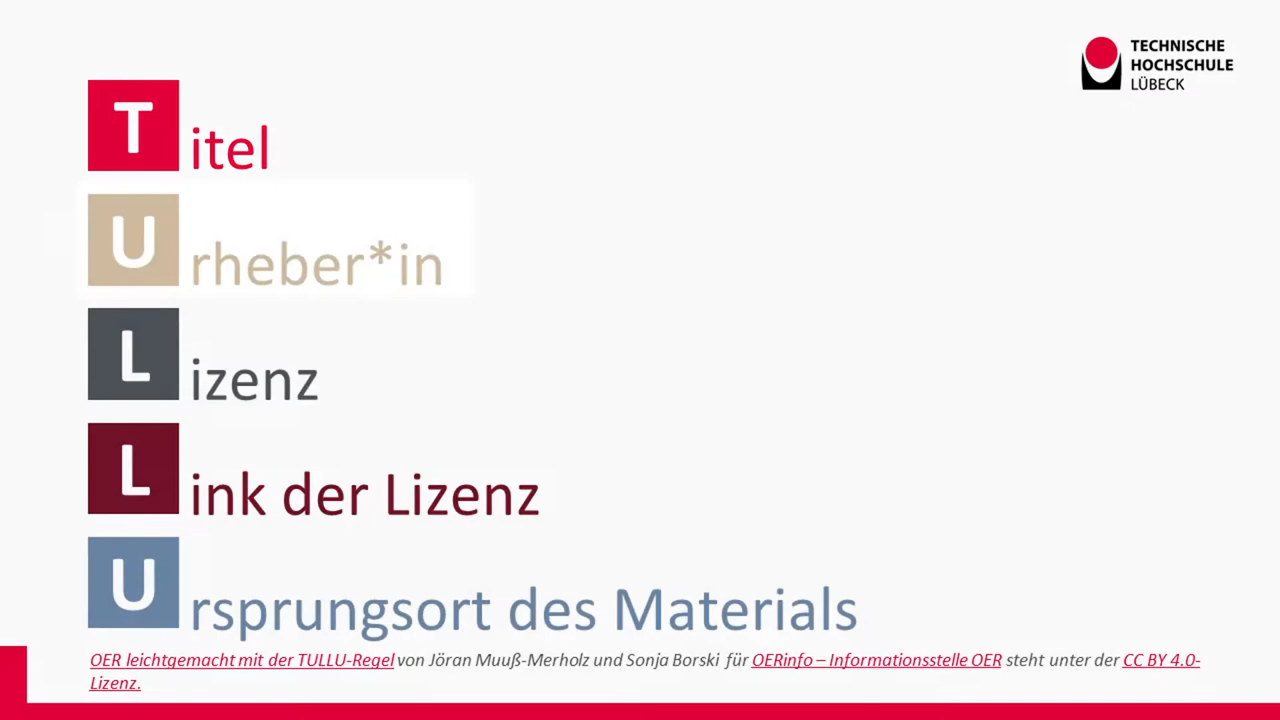 TECHNISCHE
HOCHSCHULE
LÜBECK
Titel
Urheber*in
Lizenz
Link der Lizenz
Ursprungsort des Materials
OER leichtgemacht mit der TULLU-Regel von Jöran Muuß-Merholz und Sonja Borski für OERinfo – Informationsstelle OER steht unter der CC BY 4.0-
Lizenz.